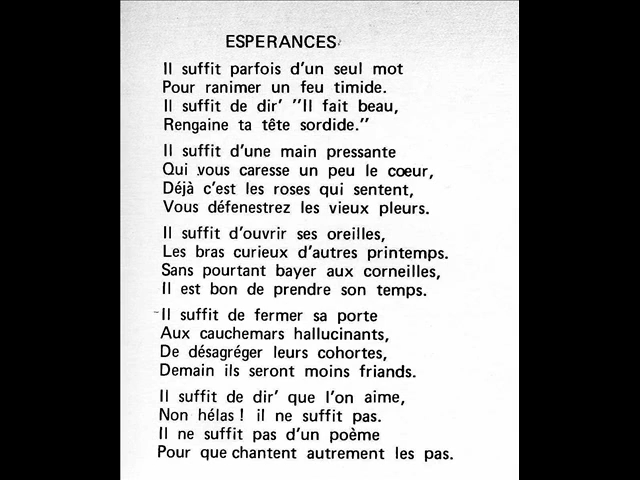 ESPERANCES
Il suffit parfois d'un seul mot
Pour ranimer un feu timide.
Il suffit de dir' "Il fait beau,
Rengaine ta tête sordide."
Il suffit d'une main pressante
Qui vous caresse un peu le coeur,
Déjà c'est les roses qui sentent,
Vous défenestrez les vieux pleurs.
Il suffit d'ouvrir ses oreilles,
Les bras curieux d'autres printemps.
Sans pourtant bayer aux corneilles,
Il est bon de prendre son temps.
Il suffit de fermer sa porte
Aux cauchemars hallucinants,
De désagréger leurs cohortes,
Demain ils seront moins friands.
Il suffit de dir' que l'on aime,
Non hélas ! il ne suffit pas.
Il ne suffit pas d'un poème
Pour que chantent autrement les pas.